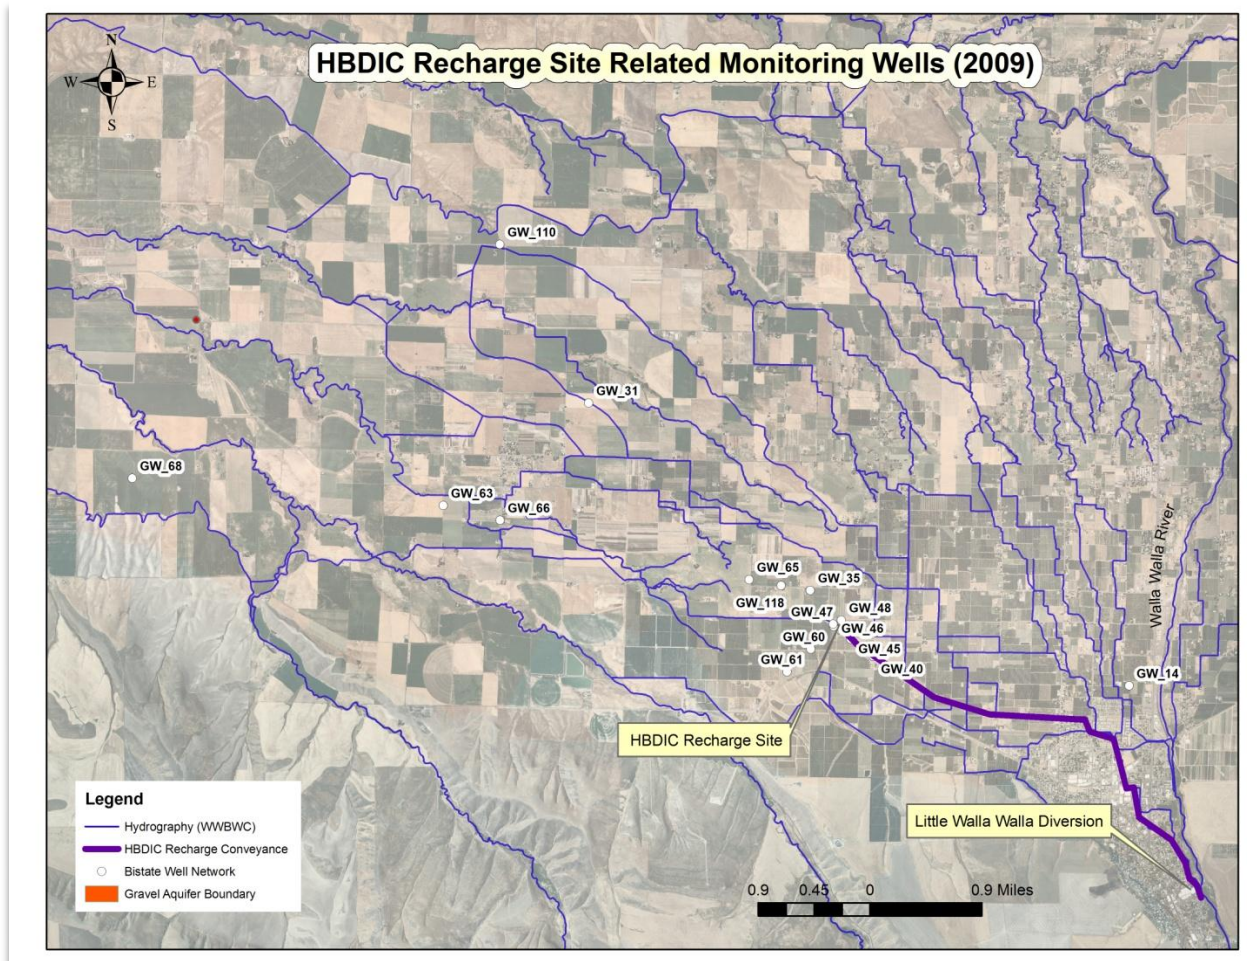 HBDIC Recharge Site Related Monitoring Wells (2009)
N
W E
S
GW_110
GW_31
GW_68
GW_63
GW_66
GW_65
GW_35
GW_118
GW_47
GW_48
GW_46
GW_60
GW_45
GW_61
GW_40
GW_14
Walla Walla River
HBDIC Recharge Site
Little Walla Walla Diversion
Legend
Hydrography (WWBWC)
HBDIC Recharge Conveyance
Bistate Well Network
Gravel Aquifer Boundary
0.9 0.45 0 0.9 Miles